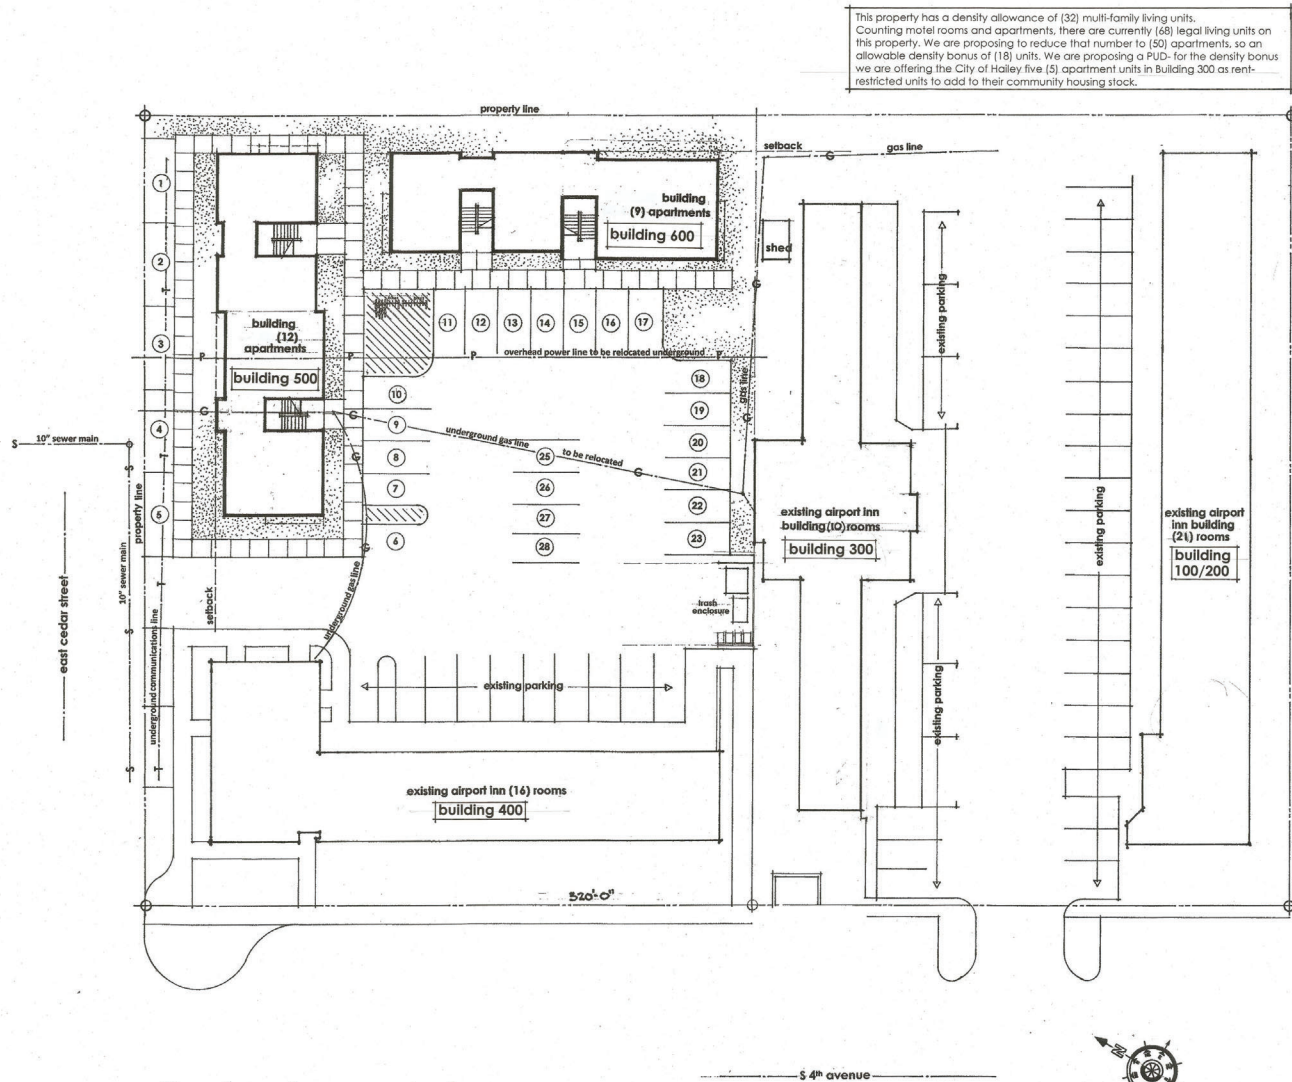 This property has a density allowance of (32) multi-family living units.
Counting motel rooms and apartments, there are currently (68) legal living units on
this property. We are proposing to reduce that number to (50) apartments, so an
allowable density bonus of (18) units. We are proposing a PUD- for the density bonus
we are offering the City of Hailey five (5) apartment units in Building 300 as rent-
restricted units to add to their community housing stock.
property line
setback
gas line
G
1
2
3
4
5
building
(12)
apartments
building 500
building
(9) apartments
building 600
shed
G
11
12
13
14
15
16
17
P
P
P
P
overhead power line to be relocated underground
10
9
8
7
6
18
19
20
21
22
23
gas line
G
G
G
G
G
underground gas line
to be relocated
G
25
26
27
28
S
10" sewer main
S
property line
10" sewer main
S
S
T
T
underground communications line
setback
underground gas line
east cedar street
trash
enclosure
existing parking
existing parking
existing parking
existing parking
existing airport inn
building (10) rooms
building 300
existing airport
inn building
(21) rooms
building
100/200
existing airport inn (16) rooms
building 400
320'-0"
S 4th avenue
N